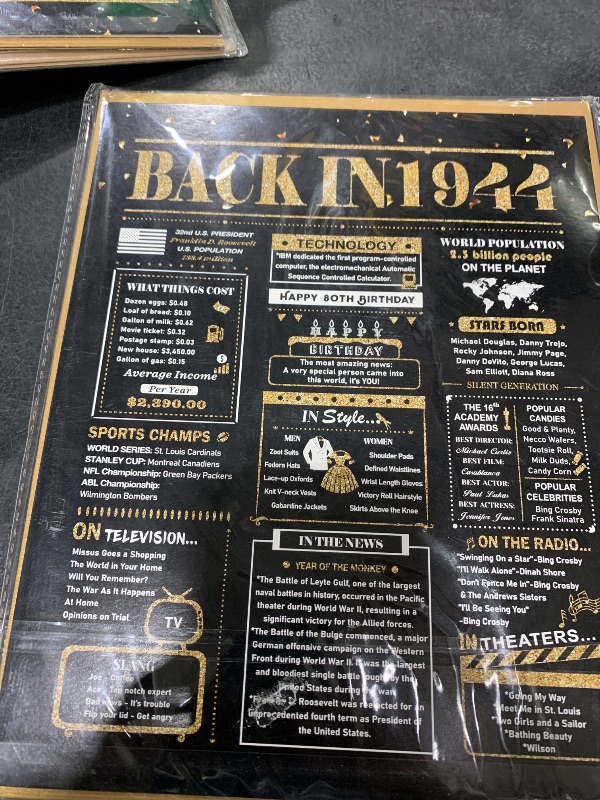 BACK IN 1944
32nd U.S. PRESIDENT
Franklin D. Roosevelt
U.S. POPULATION
138.4 million
WHAT THINGS COST
Dozen eggs: $0.48
Loaf of bread: $0.10
Gallon of milk: $0.62
Movie ticket: $0.32
Postage stamp: $0.03
New house: $3,450.00
Gallon of gas: $0.15
Average Income
Per Year
$2,390.00
SPORTS CHAMPS
WORLD SERIES: St. Louis Cardinals
STANLEY CUP: Montreal Canadiens
NFL Championship: Green Bay Packers
ABL Championship:
Wilmington Bombers
ON TELEVISION...
Missus Goes a Shopping
The World in Your Home
Will You Remember?
The War As It Happens
At Home
Opinions on Trial
TV
SLANG
Joe - Coffee
Ace - Top notch expert
Bad news - It's trouble
Flip your lid - Get angry
TECHNOLOGY
*IBM dedicated the first program-controlled
computer, the electromechanical Automatic
Sequence Controlled Calculator.
HAPPY 80TH BIRTHDAY
HAPPY
BIRTHDAY
The most amazing news:
A very special person came into
this world, it's YOU!
IN Style...
MEN
Zoot Suits
Fedora Hats
Lace-up Oxfords
Knit V-neck Vests
Gabardine Jackets
WOMEN
Shoulder Pads
Defined Waistlines
Wrist Length Gloves
Victory Roll Hairstyle
Skirts Above the Knee
IN THE NEWS
YEAR OF THE MONKEY
*The Battle of Leyte Gulf, one of the largest
naval battles in history, occurred in the Pacific
theater during World War II, resulting in a
significant victory for the Allied forces.
*The Battle of the Bulge commenced, a major
German offensive campaign on the Western
Front during World War II. It was the largest
and bloodiest single battle fought by the
United States during the war.
Roosevelt was reelected for an
unprecedented fourth term as President of
the United States.
WORLD POPULATION
2.3 billion people
ON THE PLANET
STARS BORN
Michael Douglas, Danny Trejo,
Rocky Johnson, Jimmy Page,
Danny DeVito, George Lucas,
Sam Elliott, Diana Ross
SILENT GENERATION
THE 16th
ACADEMY
AWARDS
BEST DIRECTOR:
Michael Curtiz
BEST FILM:
Casablanca
BEST ACTOR:
Paul Lukas
BEST ACTRESS:
Jennifer Jones
POPULAR
CANDIES
Good & Plenty,
Necco Wafers,
Tootsie Roll,
Milk Duds,
Candy Corn
POPULAR
CELEBRITIES
Bing Crosby
Frank Sinatra
ON THE RADIO...
"Swinging On a Star"-Bing Crosby
"I'll Walk Alone"-Dinah Shore
"Don't Fence Me In"-Bing Crosby
& The Andrews Sisters
"I'll Be Seeing You"
-Bing Crosby
IN THEATERS...
*Going My Way
*Meet Me in St. Louis
*Two Girls and a Sailor
*Bathing Beauty
*Wilson